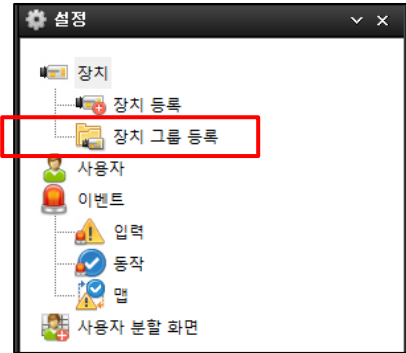 설정
장치
장치 등록
장치 그룹 등록
사용자
이벤트
입력
동작
맵
사용자 분할 화면